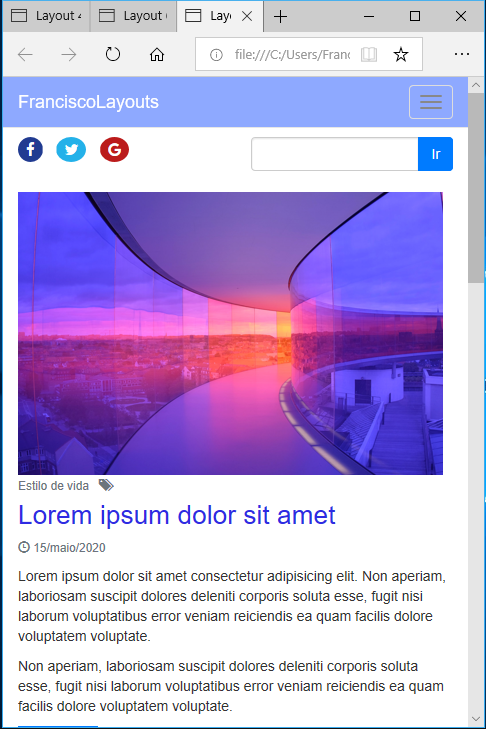 Layout 4
Layout
Layo
file:///C:/Users/Franc
FranciscoLayouts
Ir
Estilo de vida
Lorem ipsum dolor sit amet
15/maio/2020
Lorem ipsum dolor sit amet consectetur adipisicing elit. Non aperiam,
laboriosam suscipit dolores deleniti corporis soluta esse, fugit nisi
laborum voluptatibus error veniam reiciendis ea quam facilis dolore
voluptatem voluptate.
Non aperiam, laboriosam suscipit dolores deleniti corporis soluta
esse, fugit nisi laborum voluptatibus error veniam reiciendis ea quam
facilis dolore voluptatem voluptate.